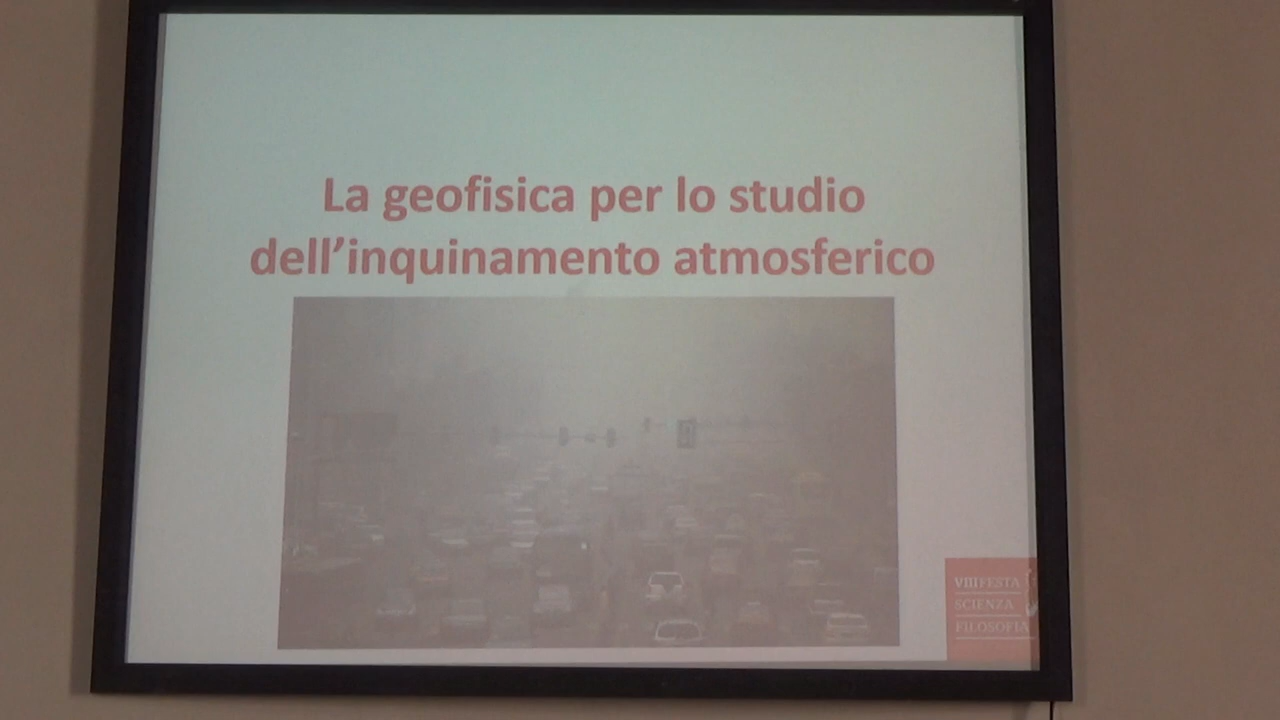 La geofisica per lo studio
dell'inquinamento atmosferico
VIII FESTA
SCIENZA
FILOSOFIA